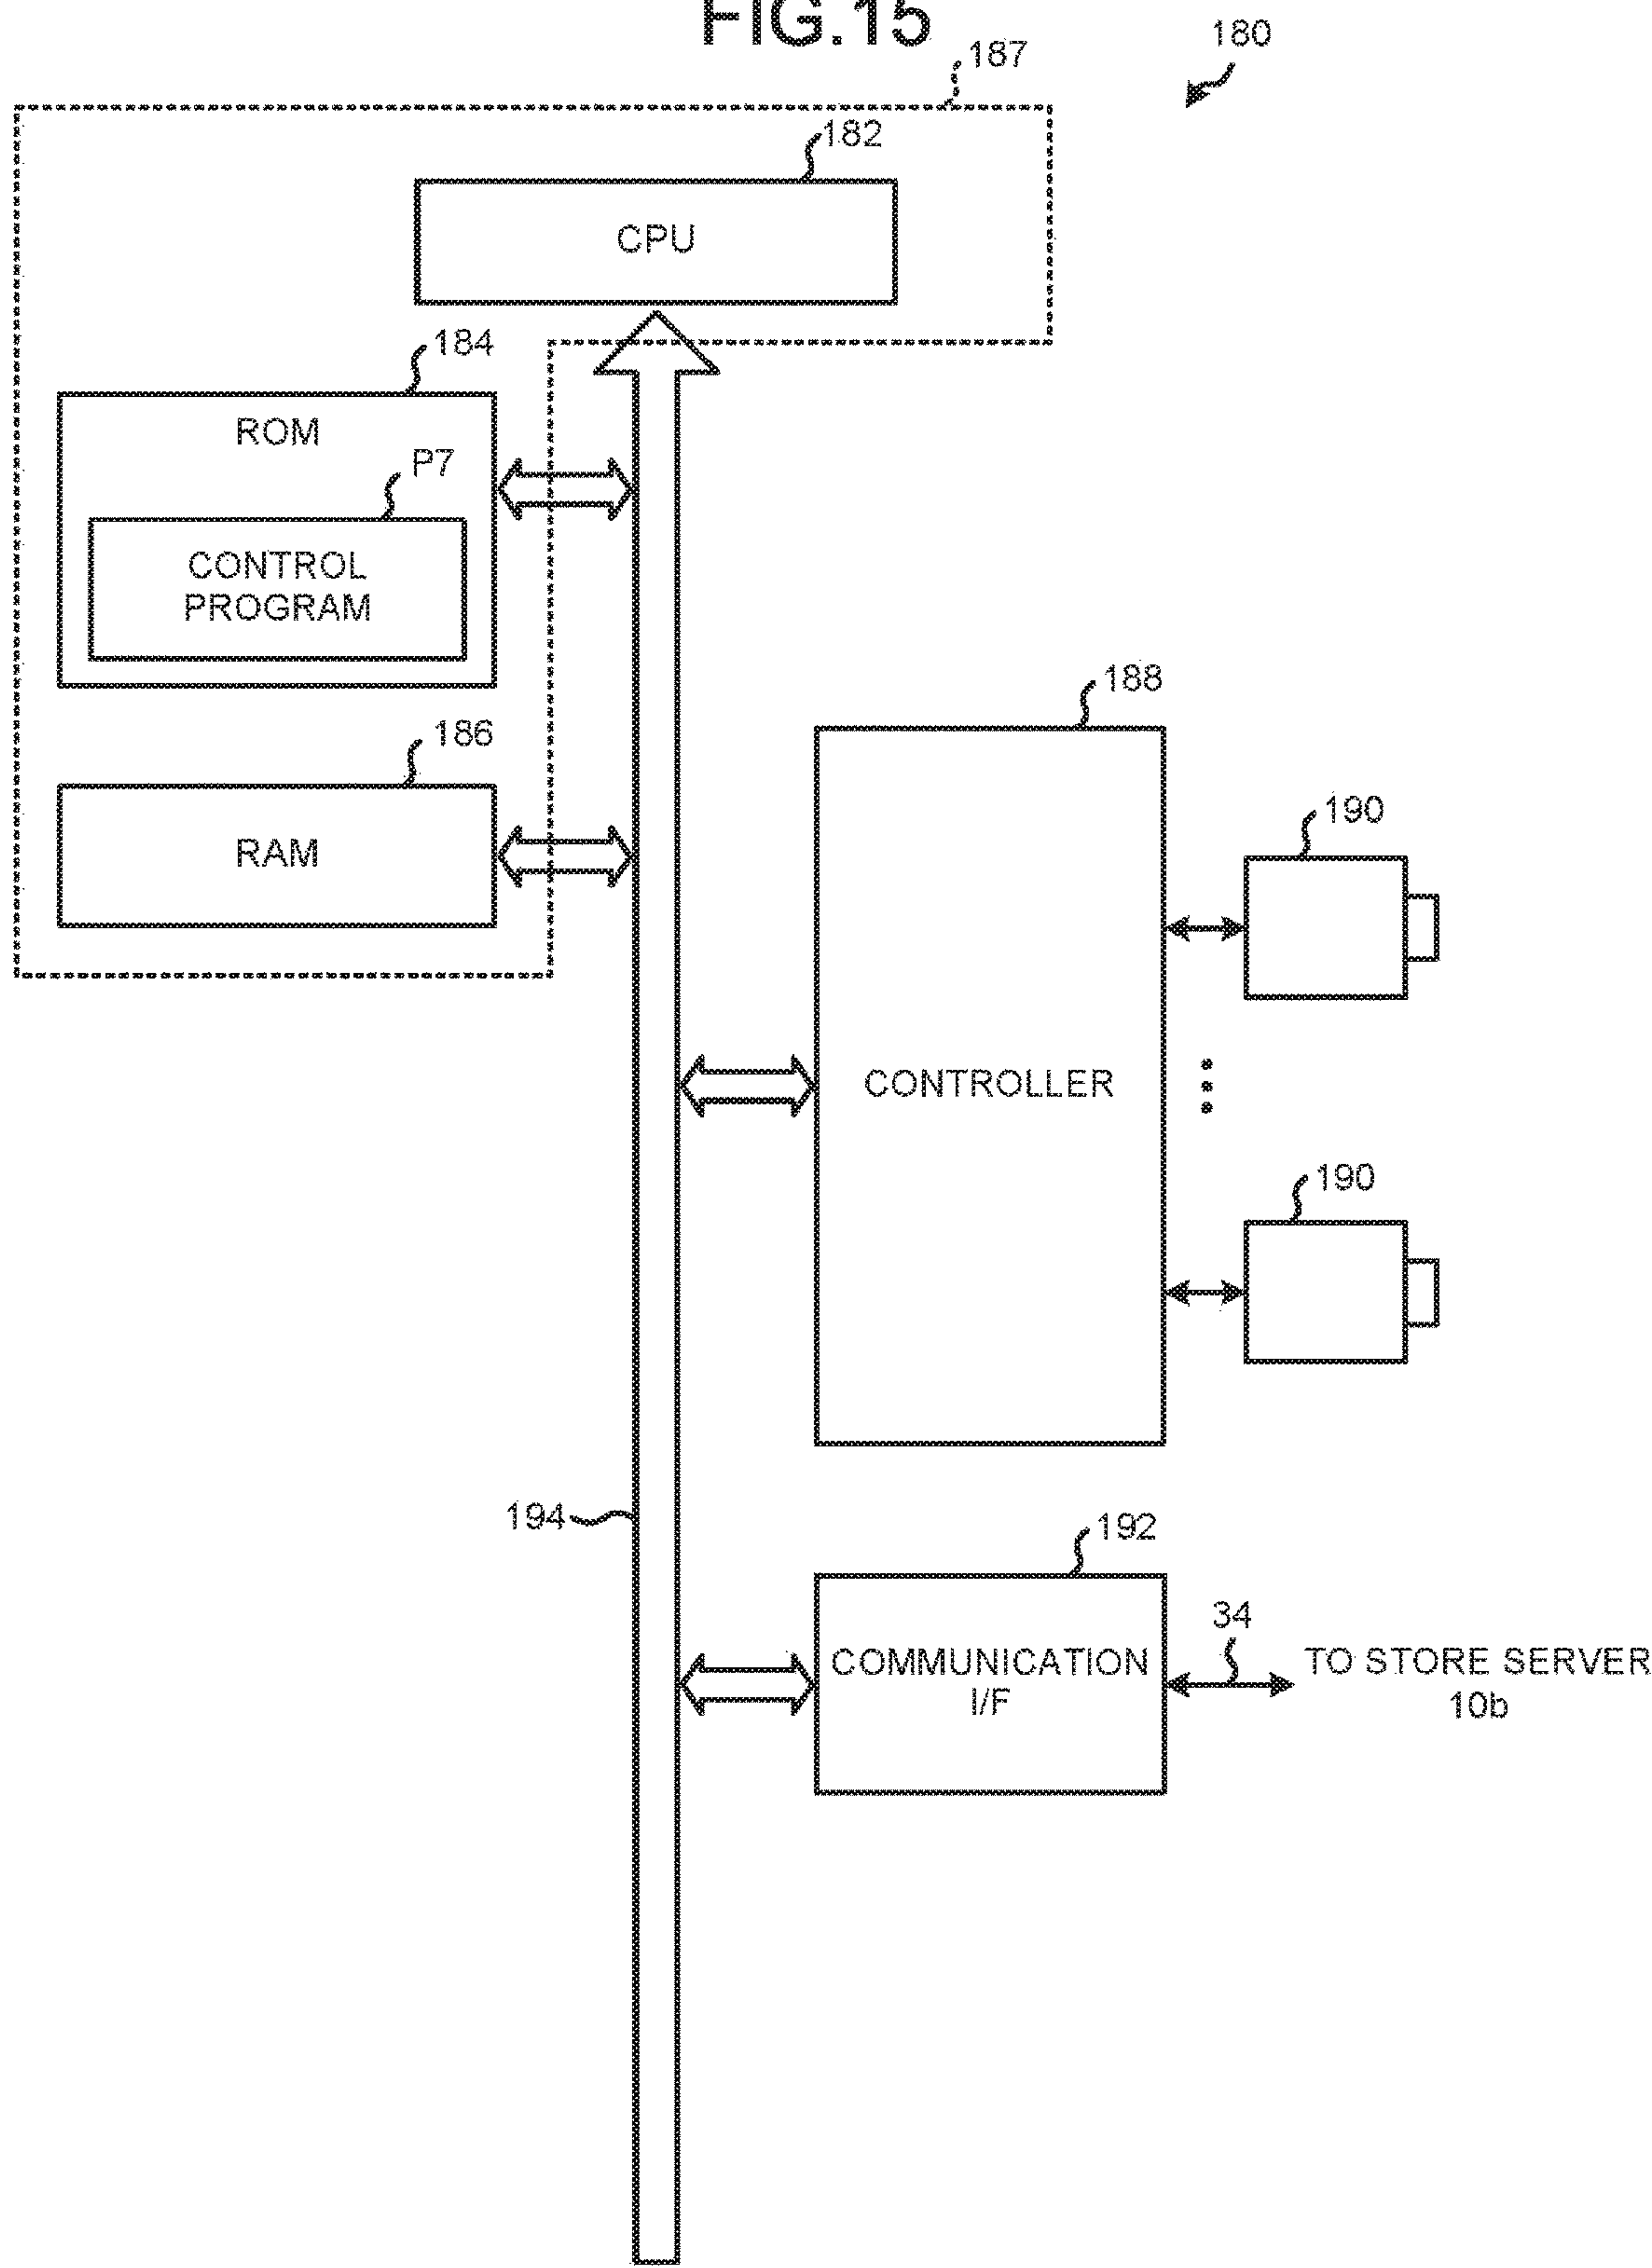 FIG.15
180
187
182
CPU
184
ROM
P7
CONTROL
PROGRAM
186
RAM
188
CONTROLLER
190
190
194
192
COMMUNICATION
I/F
34
TO STORE SERVER
10b